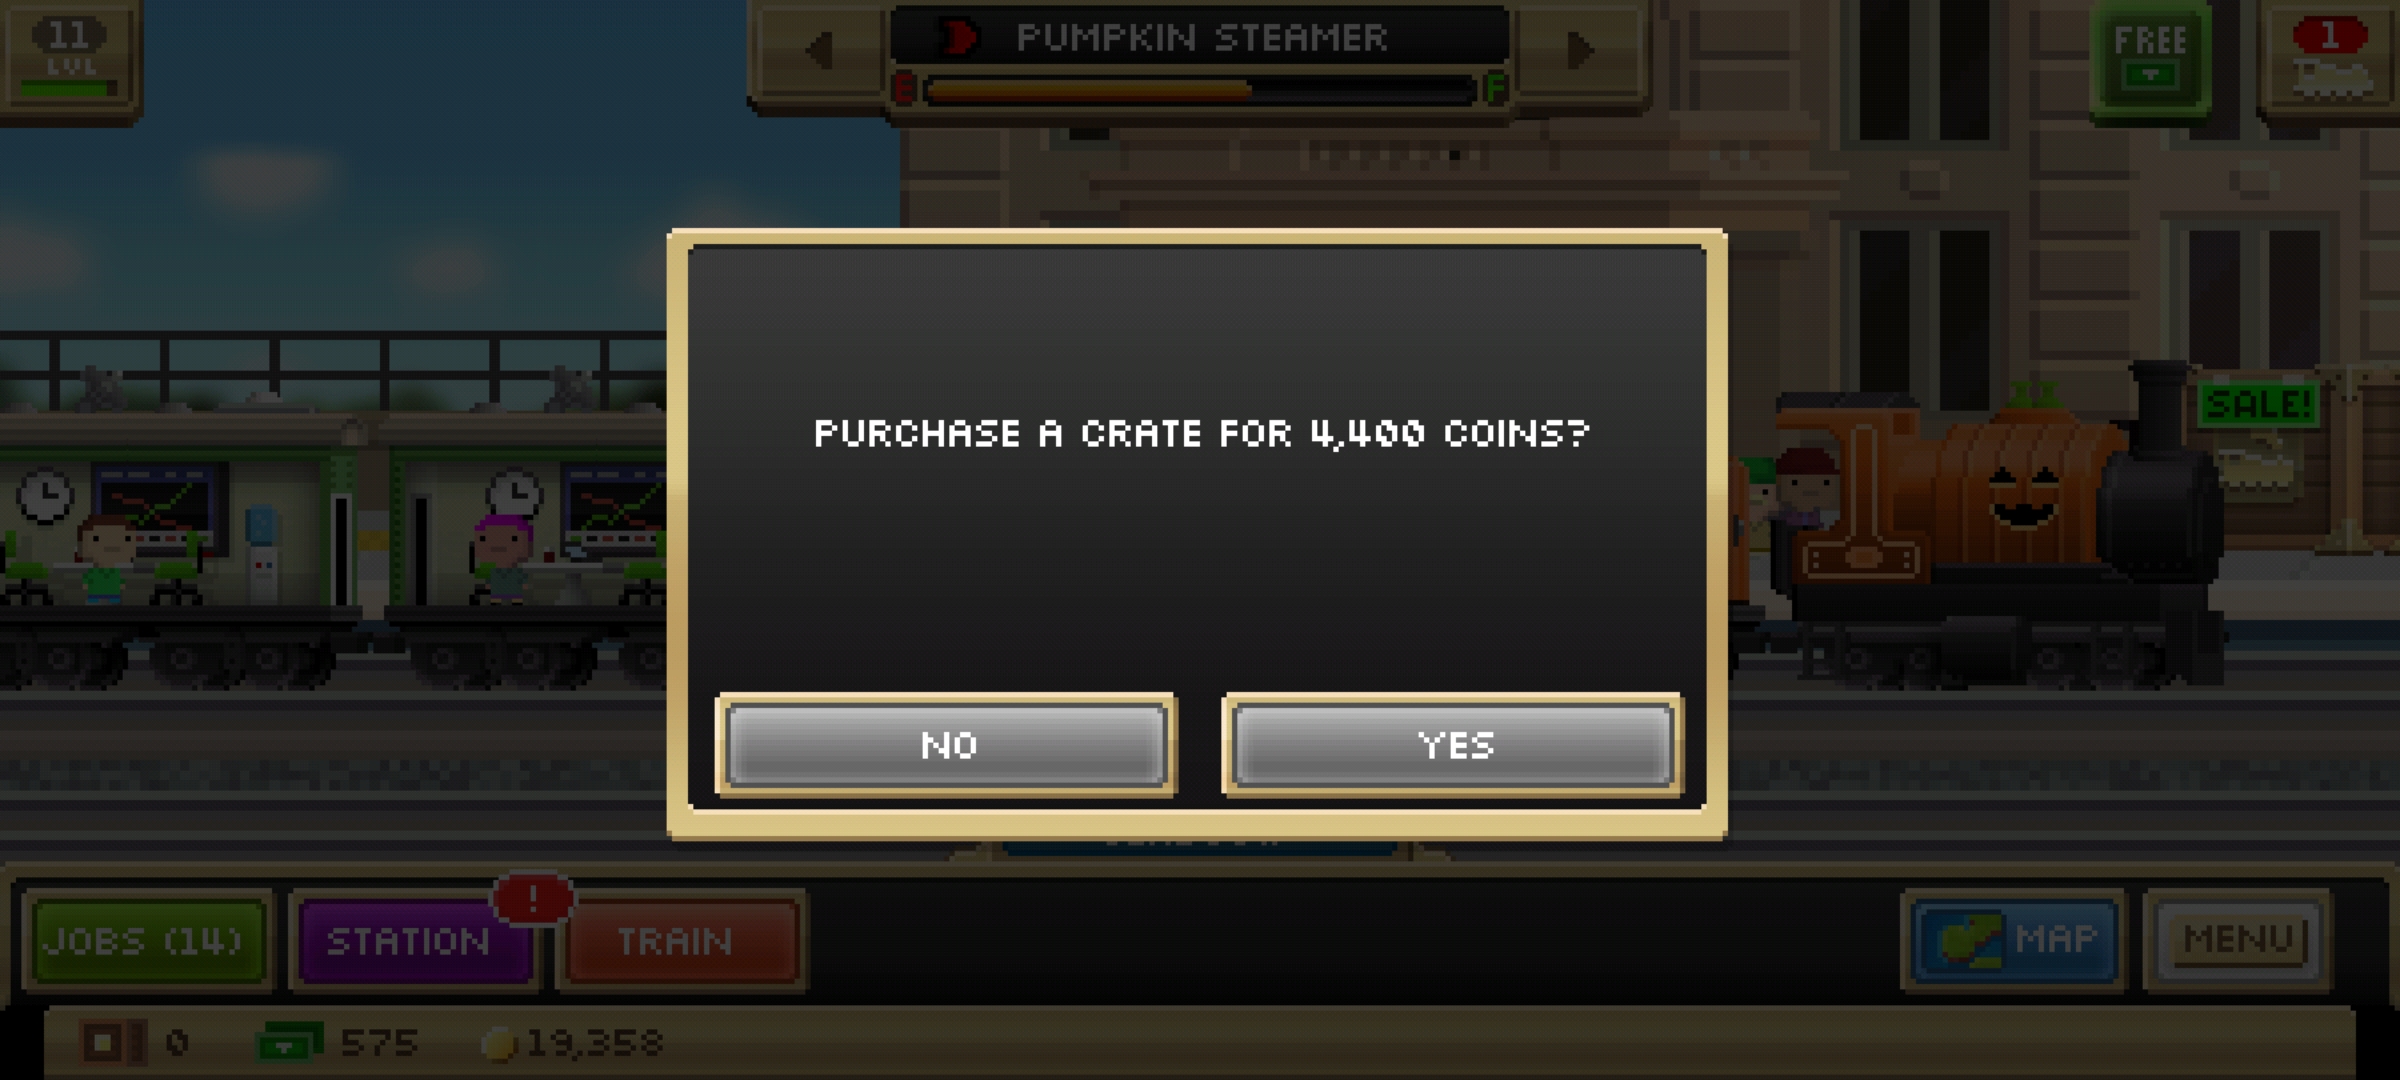 11
LVL
PUMPKIN STEAMER
E
F
FREE
1
SALE!
PURCHASE A CRATE FOR 4,400 COINS?
NO
YES
JOBS (14)
STATION
!
TRAIN
MAP
MENU
0
575
19,358